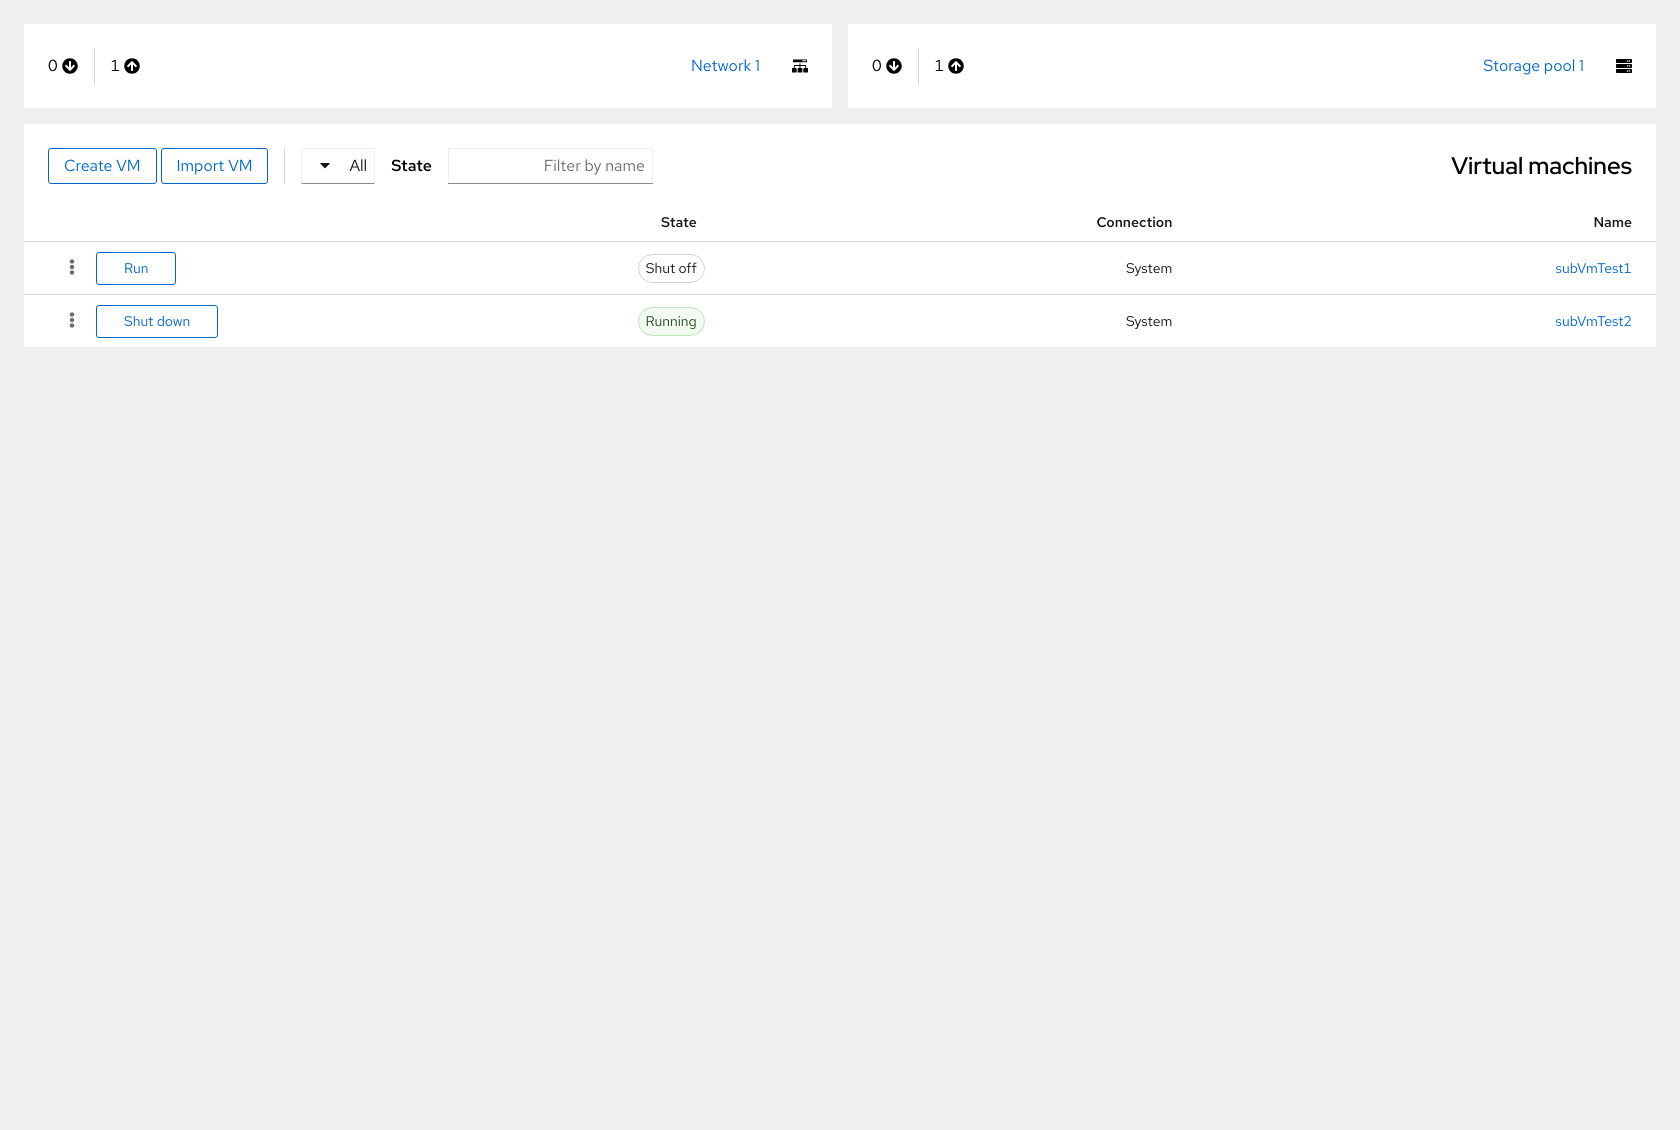 1 Network
1
0
1 Storage pool
1
0
Virtual machines
Filter by name
State
All
Import VM
Create VM
Name
Connection
State
subVmTest1
System
Shut off
Run
subVmTest2
System
Running
Shut down